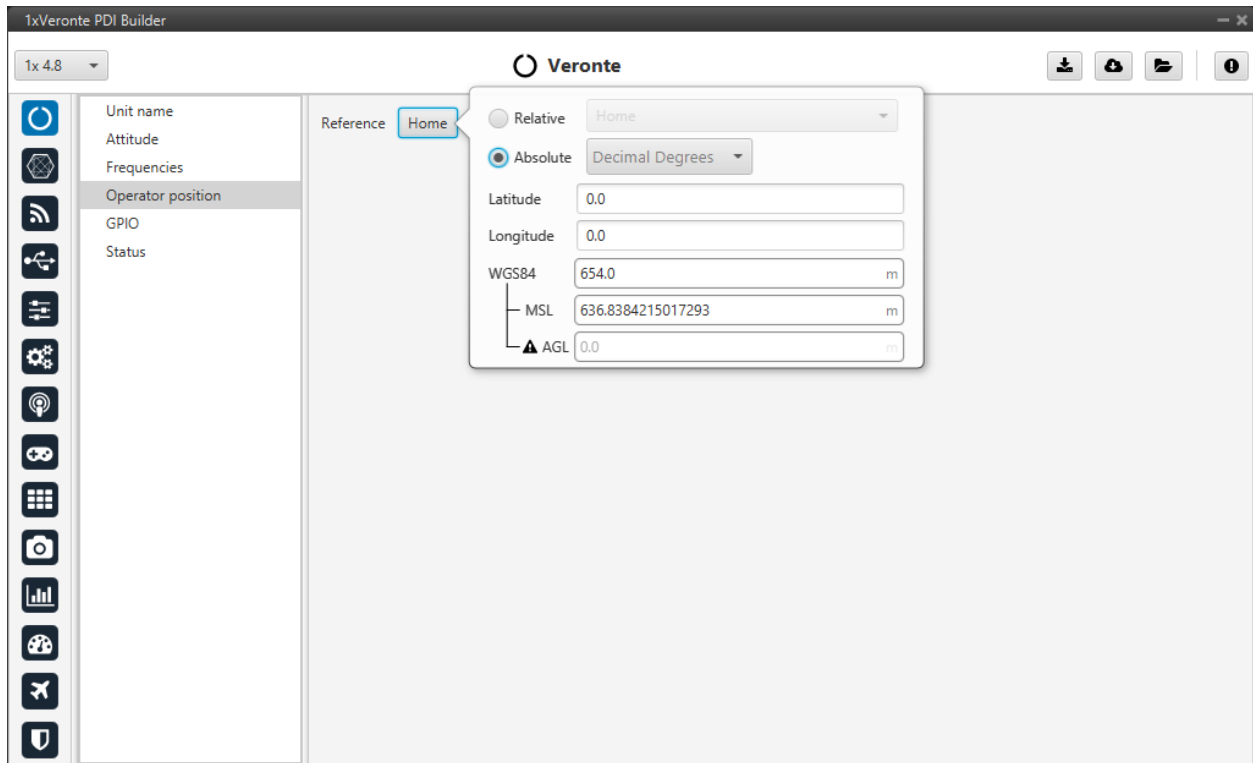 1xVeronte PDI Builder
1x 4.8
Veronte
Unit name
Attitude
Frequencies
Operator position
GPIO
Status
Reference Home
Relative Home
Absolute Decimal Degrees
Latitude 0.0
Longitude 0.0
WGS84 654.0 m
MSL 636.8384215017293 m
AGL 0.0 m